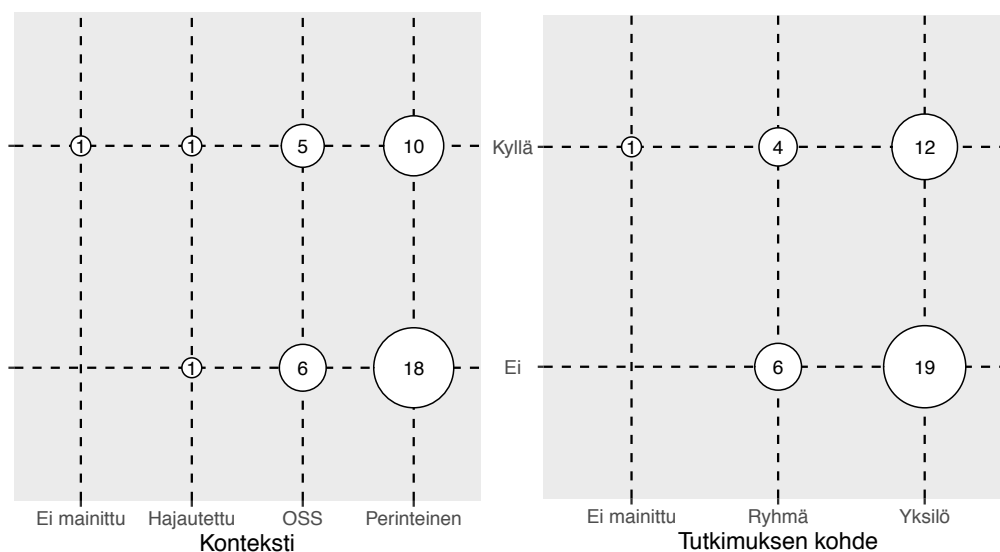 1 1 5 10 Kyllä 1 4 12
1 6 18 Ei 6 19
Ei mainittu Hajautettu OSS Perinteinen Ei mainittu Ryhmä Yksilö
Konteksti Tutkimuksen kohde